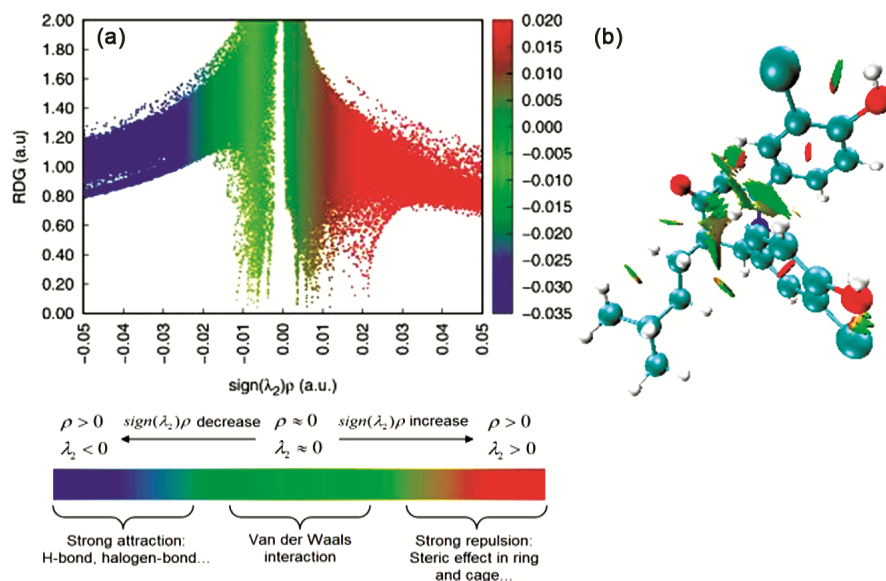 (a)
(b)
RDG (a.u)
2.00
1.80
1.60
1.40
1.20
1.00
0.80
0.60
0.40
0.20
0.00
−0.05
−0.04
−0.03
−0.02
−0.01
0.00
0.01
0.02
0.03
0.04
0.05
sign(λ₂)ρ (a.u.)
0.020
0.015
0.010
0.005
0.000
−0.005
−0.010
−0.015
−0.020
−0.025
−0.030
−0.035
ρ > 0 sign(λ₂)ρ decrease ρ ≈ 0 sign(λ₂)ρ increase ρ > 0
λ₂ < 0 λ₂ ≈ 0 λ₂ > 0
Strong attraction:
H-bond, halogen-bond...
Van der Waals
interaction
Strong repulsion:
Steric effect in ring
and cage...